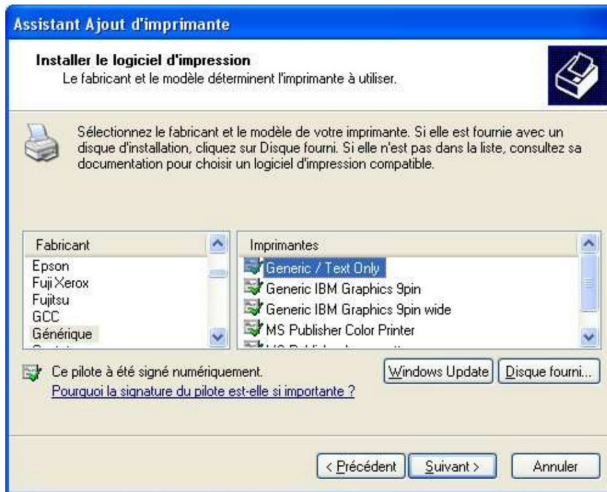 Assistant Ajout d'imprimante
Installer le logiciel d'impression
Le fabricant et le modèle déterminent l'imprimante à utiliser.
Sélectionnez le fabricant et le modèle de votre imprimante. Si elle est fournie avec un
disque d'installation, cliquez sur Disque fourni. Si elle n'est pas dans la liste, consultez sa
documentation pour choisir un logiciel d'impression compatible.
Fabricant
Epson
Fuji Xerox
Fujitsu
GCC
Générique
Imprimantes
Generic / Text Only
Generic IBM Graphics 9pin
Generic IBM Graphics 9pin wide
MS Publisher Color Printer
Ce pilote à été signé numériquement.
Pourquoi la signature du pilote est-elle si importante ?
Windows Update
Disque fourni...
< Précédent
Suivant >
Annuler